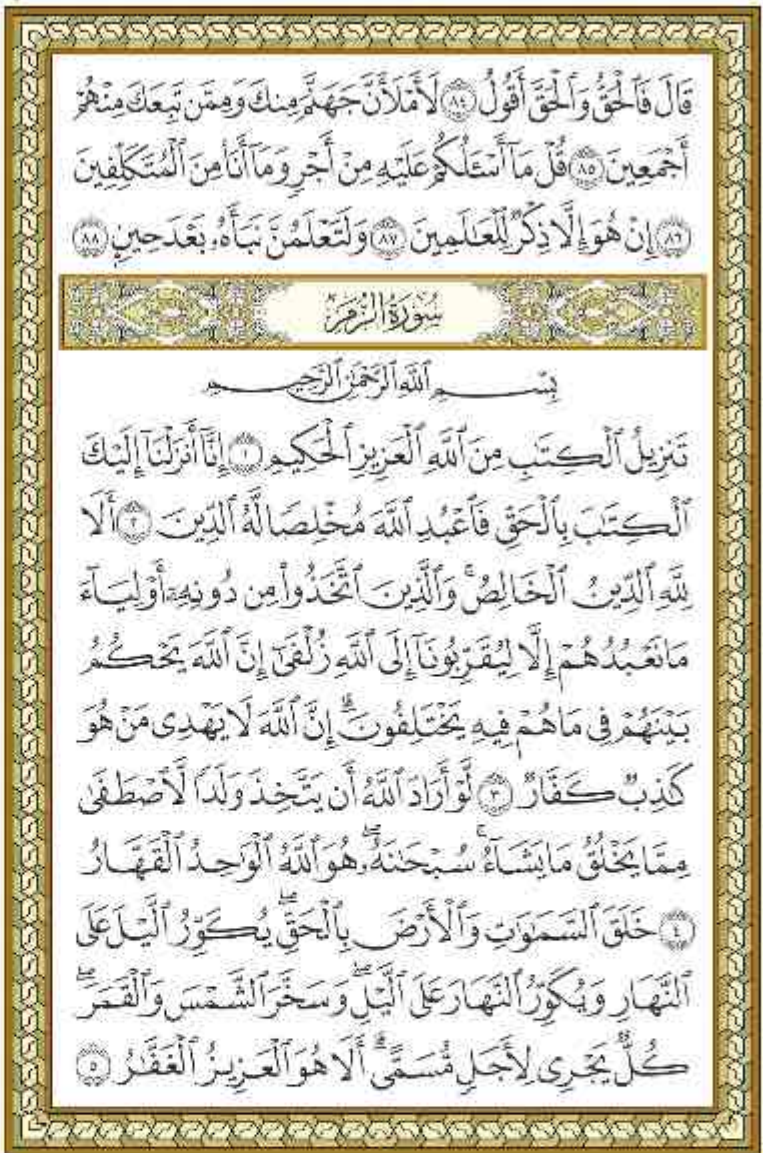 قَالَ فَٱلْحَقُّ وَٱلْحَقَّ أَقُولُ ٨٤ لَأَمْلَأَنَّ جَهَنَّمَ مِنكَ وَمِمَّن تَبِعَكَ مِنْهُمْ
أَجْمَعِينَ ٨٥ قُلْ مَآ أَسْـَٔلُكُمْ عَلَيْهِ مِنْ أَجْرٍ وَمَآ أَنَا۠ مِنَ ٱلْمُتَكَلِّفِينَ
٨٦ إِنْ هُوَ إِلَّا ذِكْرٌ لِّلْعَـٰلَمِينَ ٨٧ وَلَتَعْلَمُنَّ نَبَأَهُۥ بَعْدَ حِينٍۭ ٨٨
سُورَةُ الزُّمَرِ
بِسْمِ ٱللَّهِ ٱلرَّحْمَـٰنِ ٱلرَّحِيمِ
تَنزِيلُ ٱلْكِتَـٰبِ مِنَ ٱللَّهِ ٱلْعَزِيزِ ٱلْحَكِيمِ ١ إِنَّآ أَنزَلْنَآ إِلَيْكَ
ٱلْكِتَـٰبَ بِٱلْحَقِّ فَٱعْبُدِ ٱللَّهَ مُخْلِصًا لَّهُ ٱلدِّينَ ٢ أَلَا
لِلَّهِ ٱلدِّينُ ٱلْخَالِصُ ۚ وَٱلَّذِينَ ٱتَّخَذُوا۟ مِن دُونِهِۦٓ أَوْلِيَآءَ
مَا نَعْبُدُهُمْ إِلَّا لِيُقَرِّبُونَآ إِلَى ٱللَّهِ زُلْفَىٰٓ إِنَّ ٱللَّهَ يَحْكُمُ
بَيْنَهُمْ فِى مَا هُمْ فِيهِ يَخْتَلِفُونَ ۗ إِنَّ ٱللَّهَ لَا يَهْدِى مَنْ هُوَ
كَـٰذِبٌ كَفَّارٌ ٣ لَّوْ أَرَادَ ٱللَّهُ أَن يَتَّخِذَ وَلَدًا لَّٱصْطَفَىٰ
مِمَّا يَخْلُقُ مَا يَشَآءُ ۚ سُبْحَـٰنَهُۥ ۖ هُوَ ٱللَّهُ ٱلْوَٰحِدُ ٱلْقَهَّارُ
٤ خَلَقَ ٱلسَّمَـٰوَٰتِ وَٱلْأَرْضَ بِٱلْحَقِّ ۖ يُكَوِّرُ ٱلَّيْلَ عَلَى
ٱلنَّهَارِ وَيُكَوِّرُ ٱلنَّهَارَ عَلَى ٱلَّيْلِ ۖ وَسَخَّرَ ٱلشَّمْسَ وَٱلْقَمَرَ ۖ
كُلٌّ يَجْرِى لِأَجَلٍ مُّسَمًّى ۗ أَلَا هُوَ ٱلْعَزِيزُ ٱلْغَفَّـٰرُ ٥